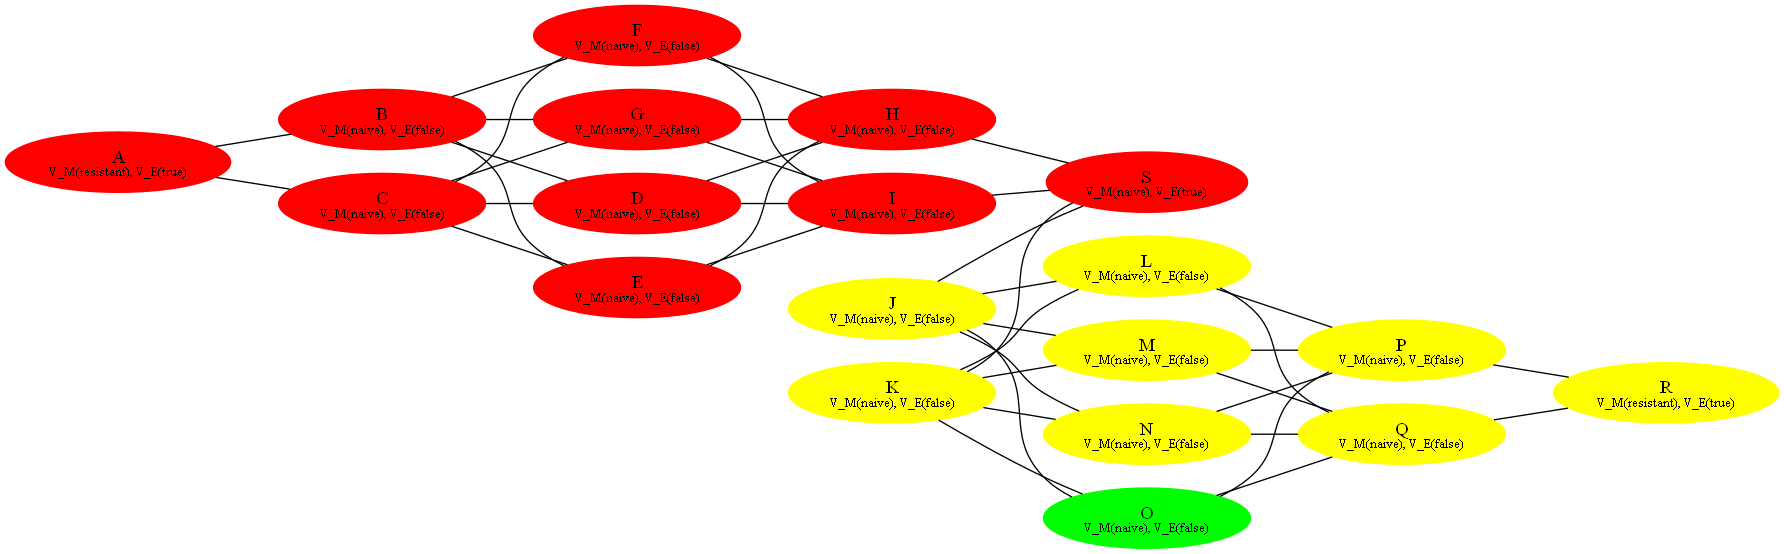 F
V_M(naive), V_E(false)
B
V_M(naive), V_E(false)
G
V_M(naive), V_E(false)
H
V_M(naive), V_E(false)
A
V_M(resistant), V_E(true)
C
V_M(naive), V_E(false)
D
V_M(naive), V_E(false)
I
V_M(naive), V_E(false)
S
V_M(naive), V_E(true)
E
V_M(naive), V_E(false)
L
V_M(naive), V_E(false)
J
V_M(naive), V_E(false)
M
V_M(naive), V_E(false)
P
V_M(naive), V_E(false)
K
V_M(naive), V_E(false)
R
V_M(resistant), V_E(true)
N
V_M(naive), V_E(false)
Q
V_M(naive), V_E(false)
O
V_M(naive), V_E(false)